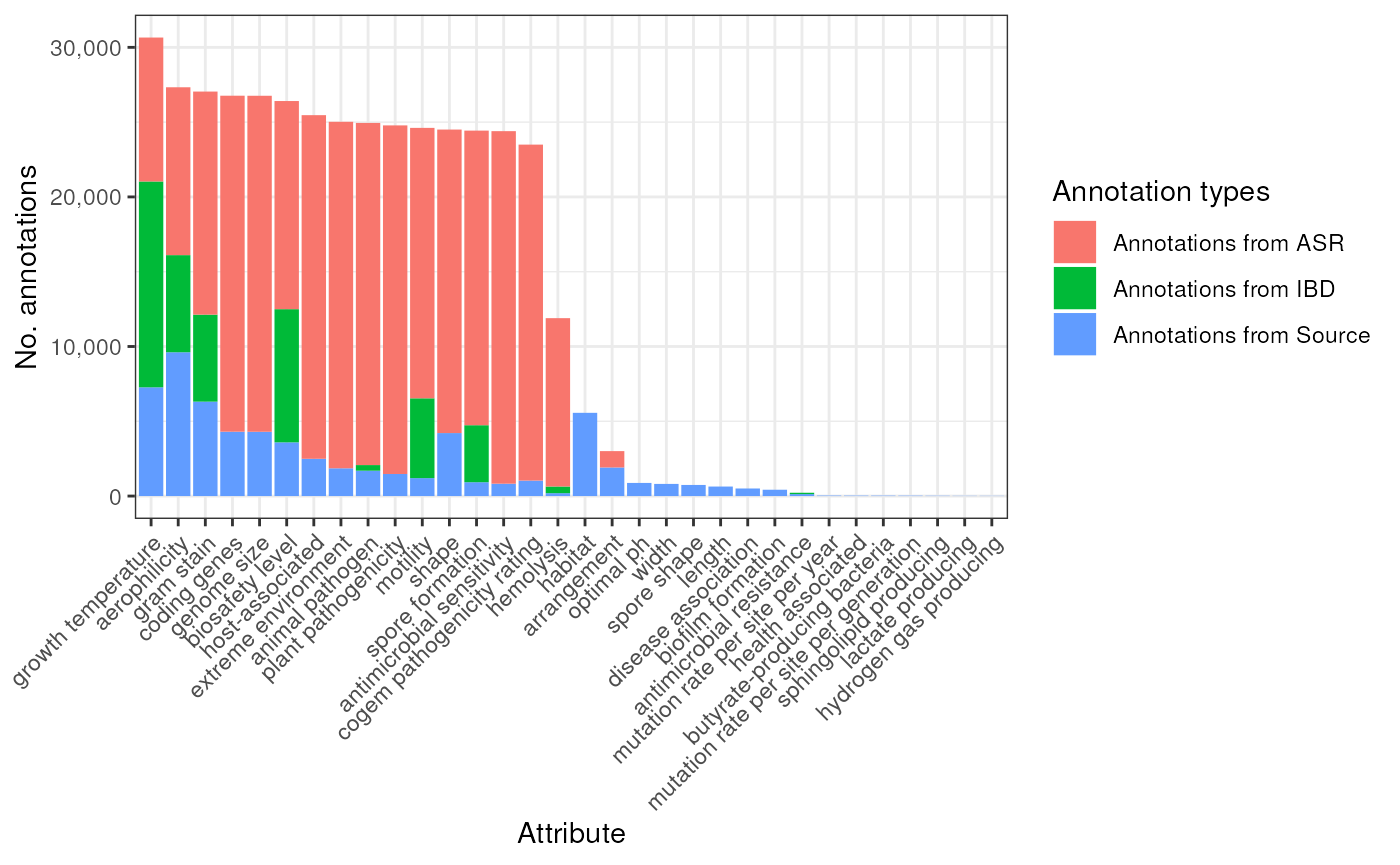 No. annotations
30,000
20,000
10,000
0
growth temperature
aerophilicity
gram stain
coding genes
genome size
biosafety level
host-associated
extreme environment
animal pathogen
plant pathogenicity
motility
shape
spore formation
antimicrobial sensitivity
cogem pathogenicity rating
hemolysis
habitat
arrangement
optimal ph
width
spore shape
length
disease association
biofilm formation
antimicrobial resistance
mutation rate per site per year
health associated
butyrate-producing bacteria
mutation rate per site per generation
sphingolipid producing
lactate producing
hydrogen gas producing
Attribute
Annotation types
Annotations from ASR
Annotations from IBD
Annotations from Source